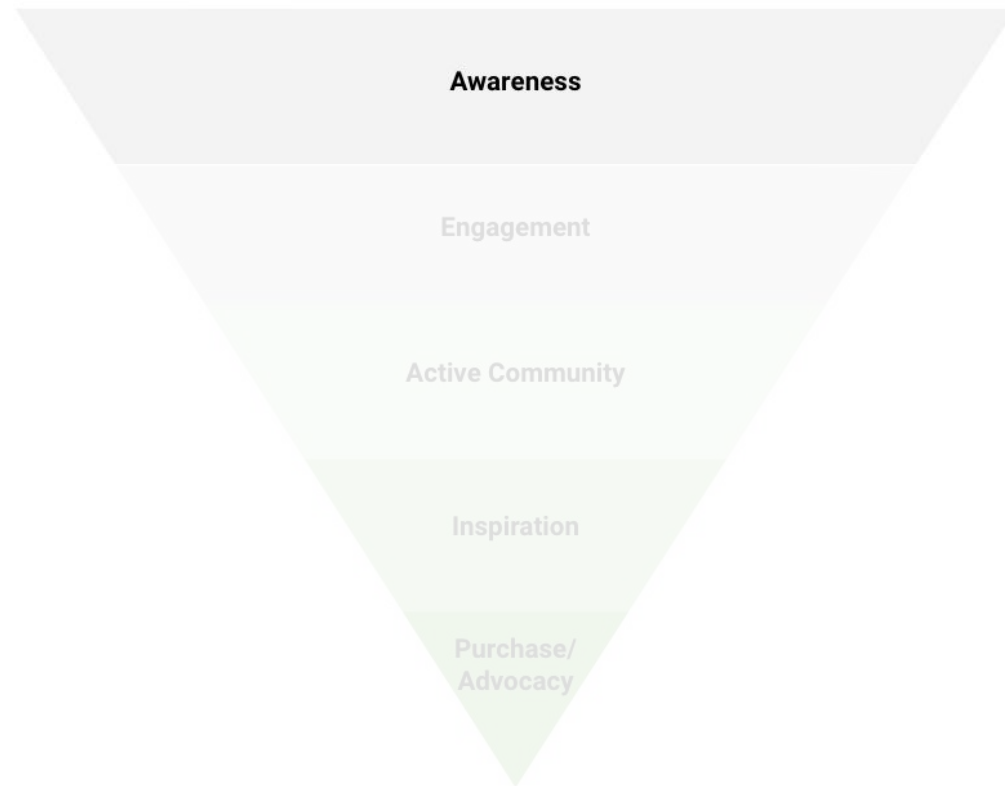 Awareness
Engagement
Active Community
Inspiration
Purchase/
Advocacy